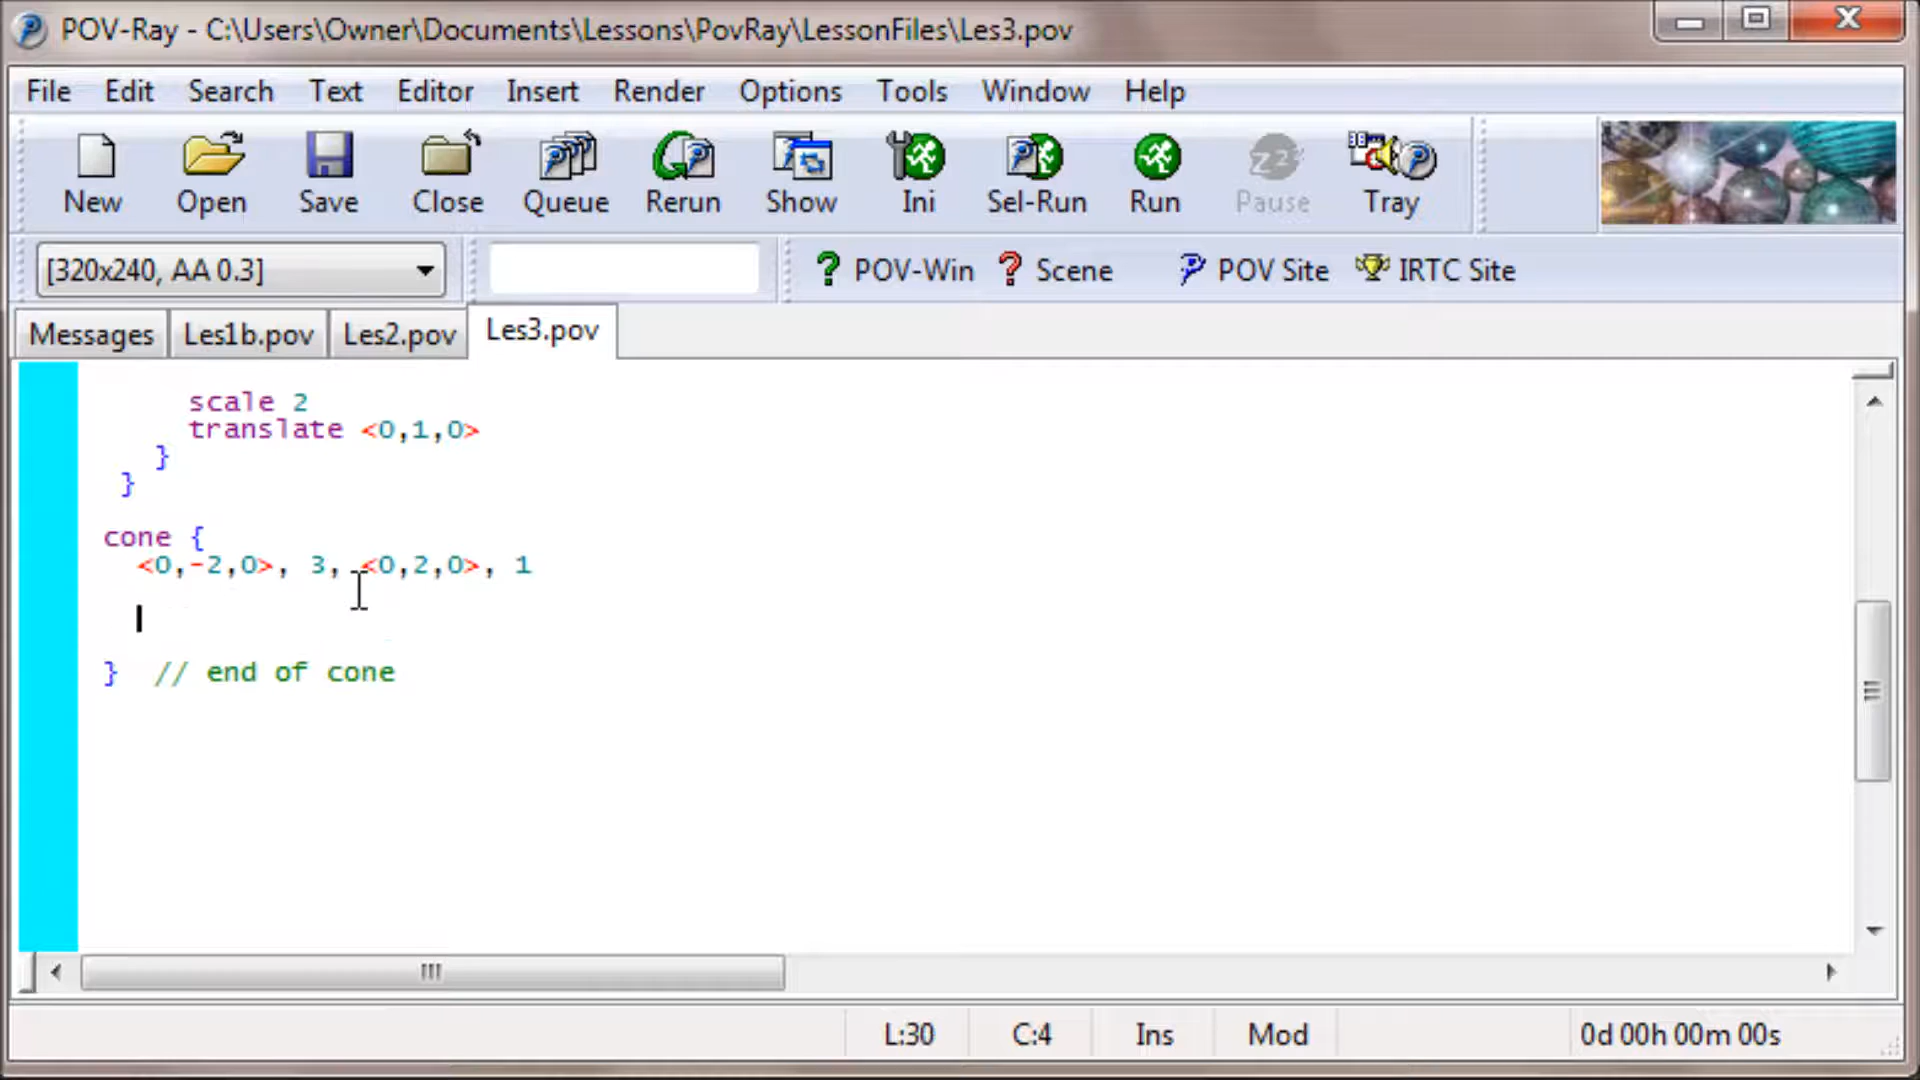 POV-Ray - C:\Users\Owner\Documents\Lessons\PovRay\LessonFiles\Les3.pov
File Edit Search Text Editor Insert Render Options Tools Window Help
New Open Save Close Queue Rerun Show Ini Sel-Run Run Pause Tray
[320x240, AA 0.3] POV-Win Scene POV Site IRTC Site
Messages Les1b.pov Les2.pov Les3.pov
scale 2
translate <0,1,0>
}
}
cone {
<0,-2,0>, 3, <0,2,0>, 1
} // end of cone
L:30 C:4 Ins Mod 0d 00h 00m 00s